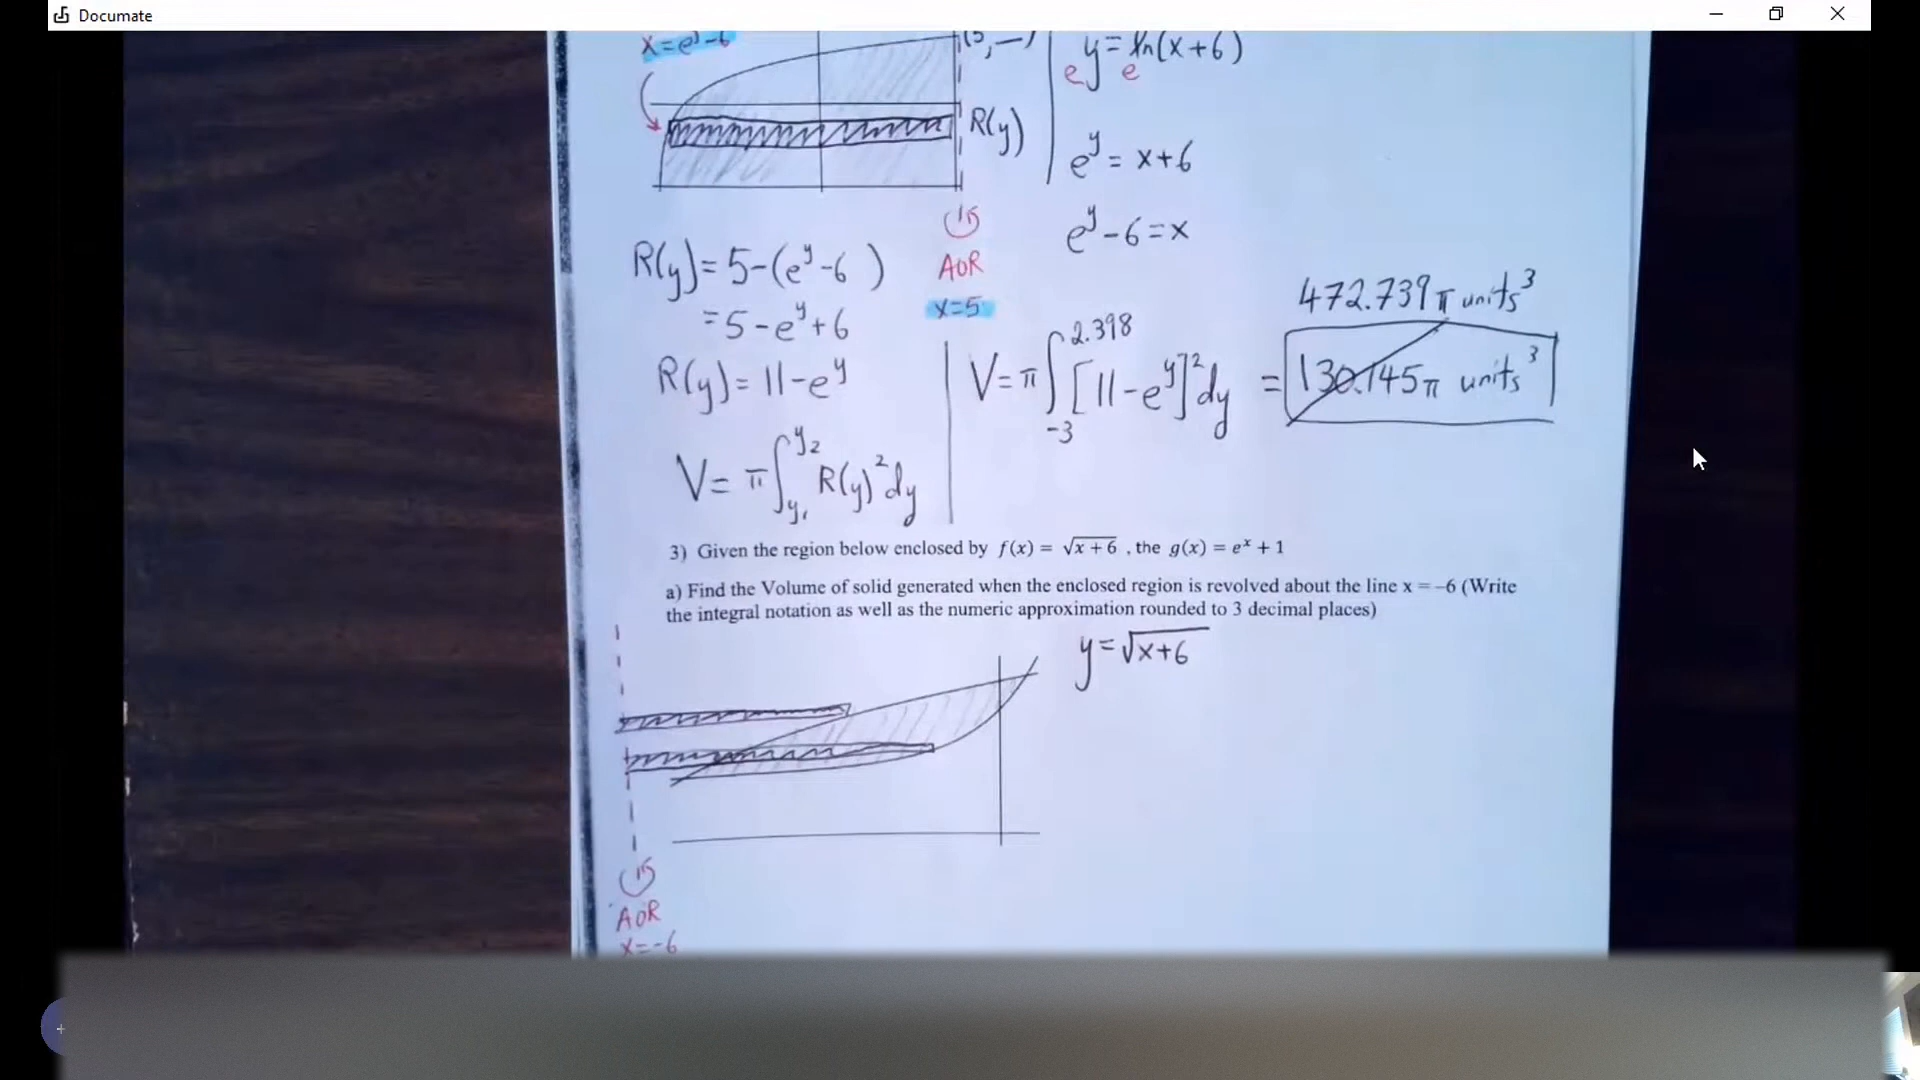 Documate
x=e^y-6
y=ln(x+6)
e e
R(y)
e^y = x+6
e^y-6=x
R(y)=5-(e^y-6)
AOR
=5-e^y+6
x=5
472.739π units³
R(y)=11-e^y
V=π∫_{-3}^{2.398}[11-e^y]²dy = 130.145π units³
V=π∫_{y₁}^{y₂}R(y)²dy
3) Given the region below enclosed by f(x) = √x + 6 , the g(x) = e^x + 1
a) Find the Volume of solid generated when the enclosed region is revolved about the line x = –6 (Write
the integral notation as well as the numeric approximation rounded to 3 decimal places)
y=√x+6
AOR
x=-6